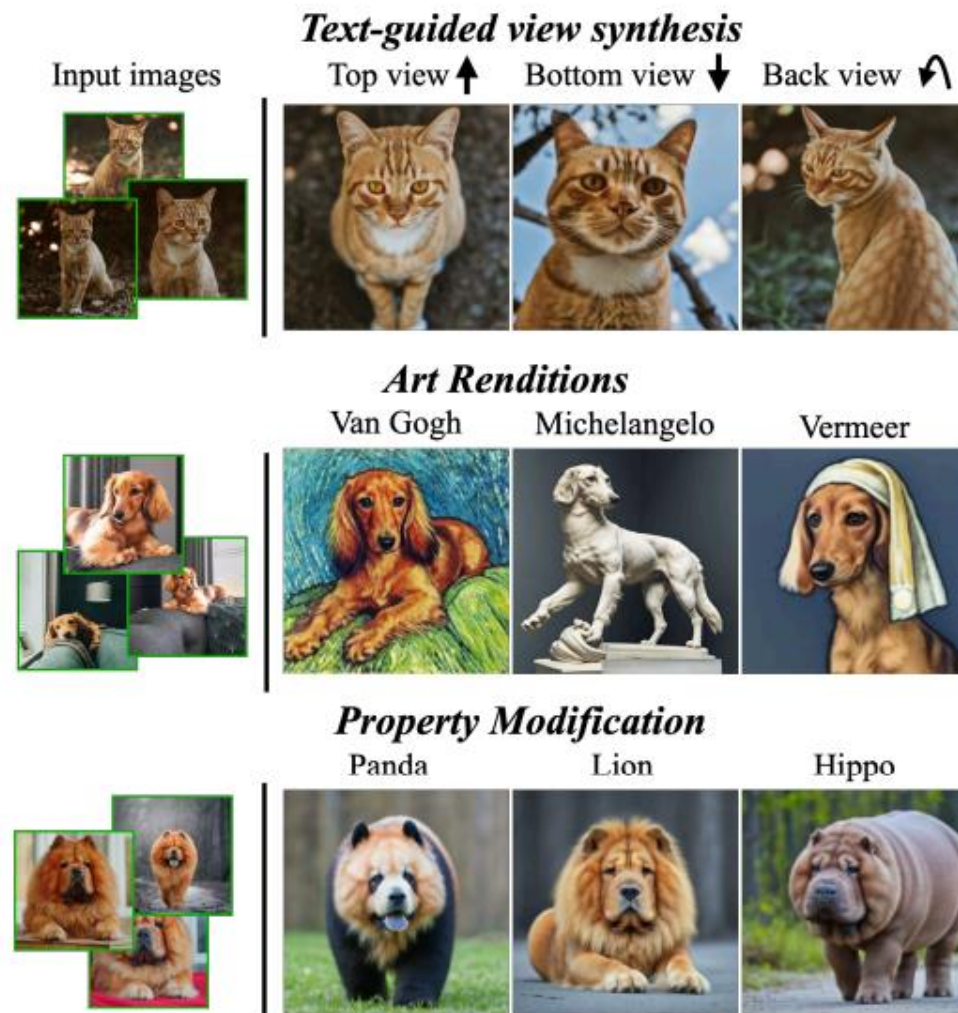 Text-guided view synthesis
Input images
Top view
Bottom view
Back view
Art Renditions
Van Gogh
Michelangelo
Vermeer
Property Modification
Panda
Lion
Hippo